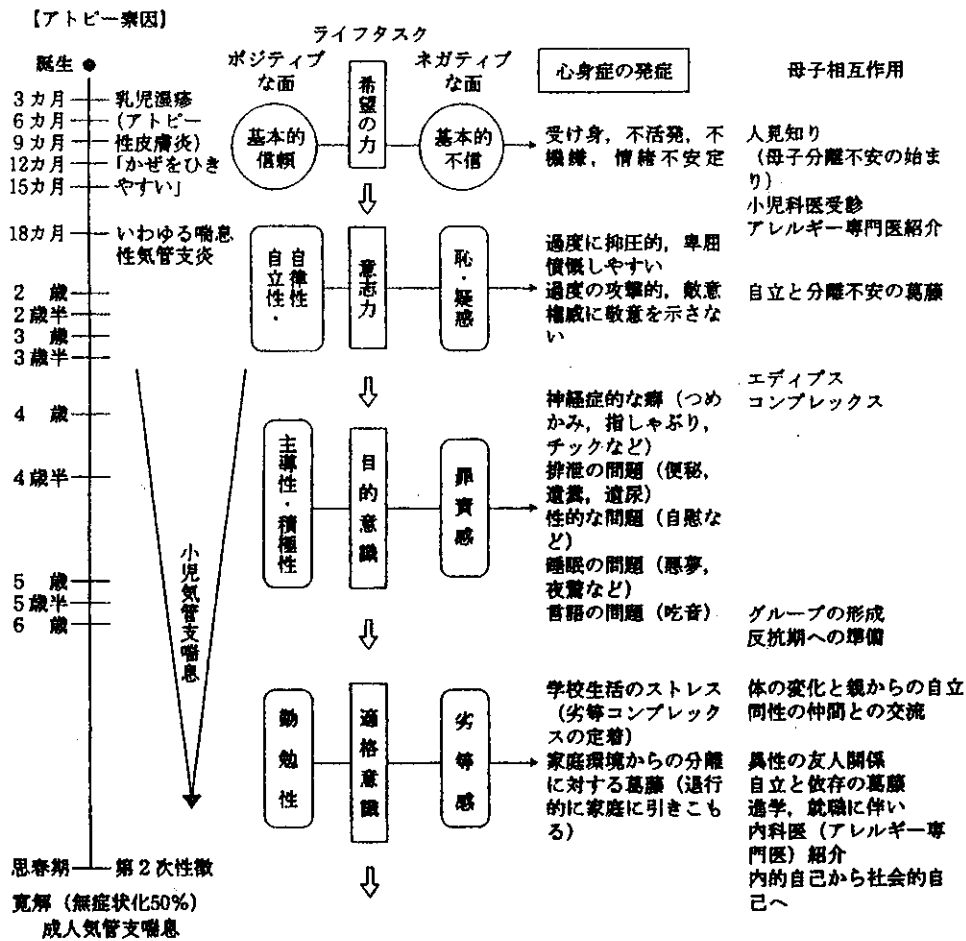 【アトピー素因】
ライフタスク
誕生
ポジティブ
な面
希望の力
ネガティブ
な面
心身症の発症
母子相互作用
3カ月
6カ月
9カ月
12カ月
15カ月
乳児湿疹
(アトピー
性皮膚炎)
「かぜをひき
やすい」
基本的
信頼
基本的
不信
受け身,不活発,不
機嫌,情緒不安定
人見知り
(母子分離不安の始ま
り)
小児科医受診
アレルギー専門医紹介
18カ月
いわゆる喘息
性気管支炎
2 歳
2歳半
3 歳
3歳半
自律性
自立性・
意志力
恥・疑惑
過度に抑圧的,卑屈
憤慨しやすい
過度の攻撃的,敵意
権威に敬意を示さな
い
自立と分離不安の葛藤
エディプス
コンプレックス
4 歳
4歳半
5 歳
5歳半
6 歳
小児気管支喘息
主導性・積極性
目的意識
罪責感
神経症的な癖(つめ
かみ,指しゃぶり,
チックなど)
排泄の問題(便秘,
遺糞,遺尿)
性的な問題(自慰な
ど)
睡眠の問題(悪夢,
夜驚など)
言語の問題(吃音)
グループの形成
反抗期への準備
勤勉性
適格意識
劣等感
学校生活のストレス
(劣等コンプレック
スの定着)
家庭環境からの分離
に対する葛藤(退行
的に家庭に引きこも
る)
体の変化と親からの自立
同性の仲間との交流
異性の友人関係
自立と依存の葛藤
進学,就職に伴い
内科医(アレルギー専
門医)紹介
内的自己から社会的自
己へ
思春期
第2次性徴
寛解(無症状化50%)
成人気管支喘息